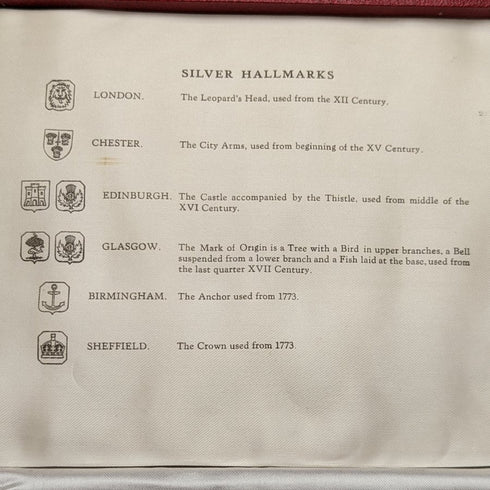 SILVER HALLMARKS
LONDON. The Leopard's Head, used from the XII Century.
CHESTER. The City Arms, used from beginning of the XV Century.
EDINBURGH. The Castle accompanied by the Thistle, used from middle of the
XVI Century.
GLASGOW. The Mark of Origin is a Tree with a Bird in upper branches, a Bell
suspended from a lower branch and a Fish laid at the base, used from
the last quarter XVII Century.
BIRMINGHAM. The Anchor used from 1773.
SHEFFIELD. The Crown used from 1773.